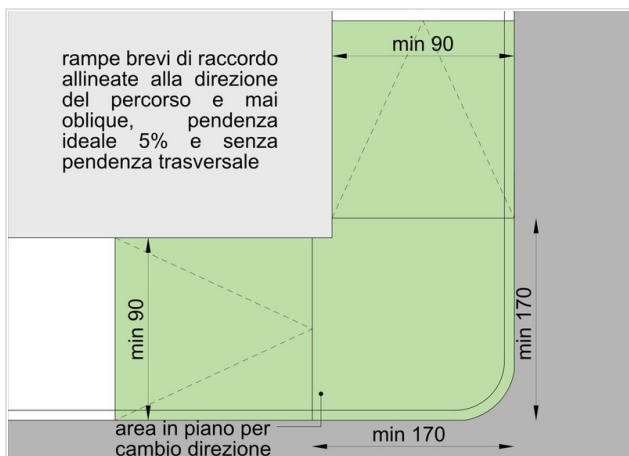 rampe brevi di raccordo
allineate alla direzione
del percorso e mai
oblique, pendenza
ideale 5% e senza
pendenza trasversale
min 90
min 90
min 170
area in piano per
cambio direzione
min 170